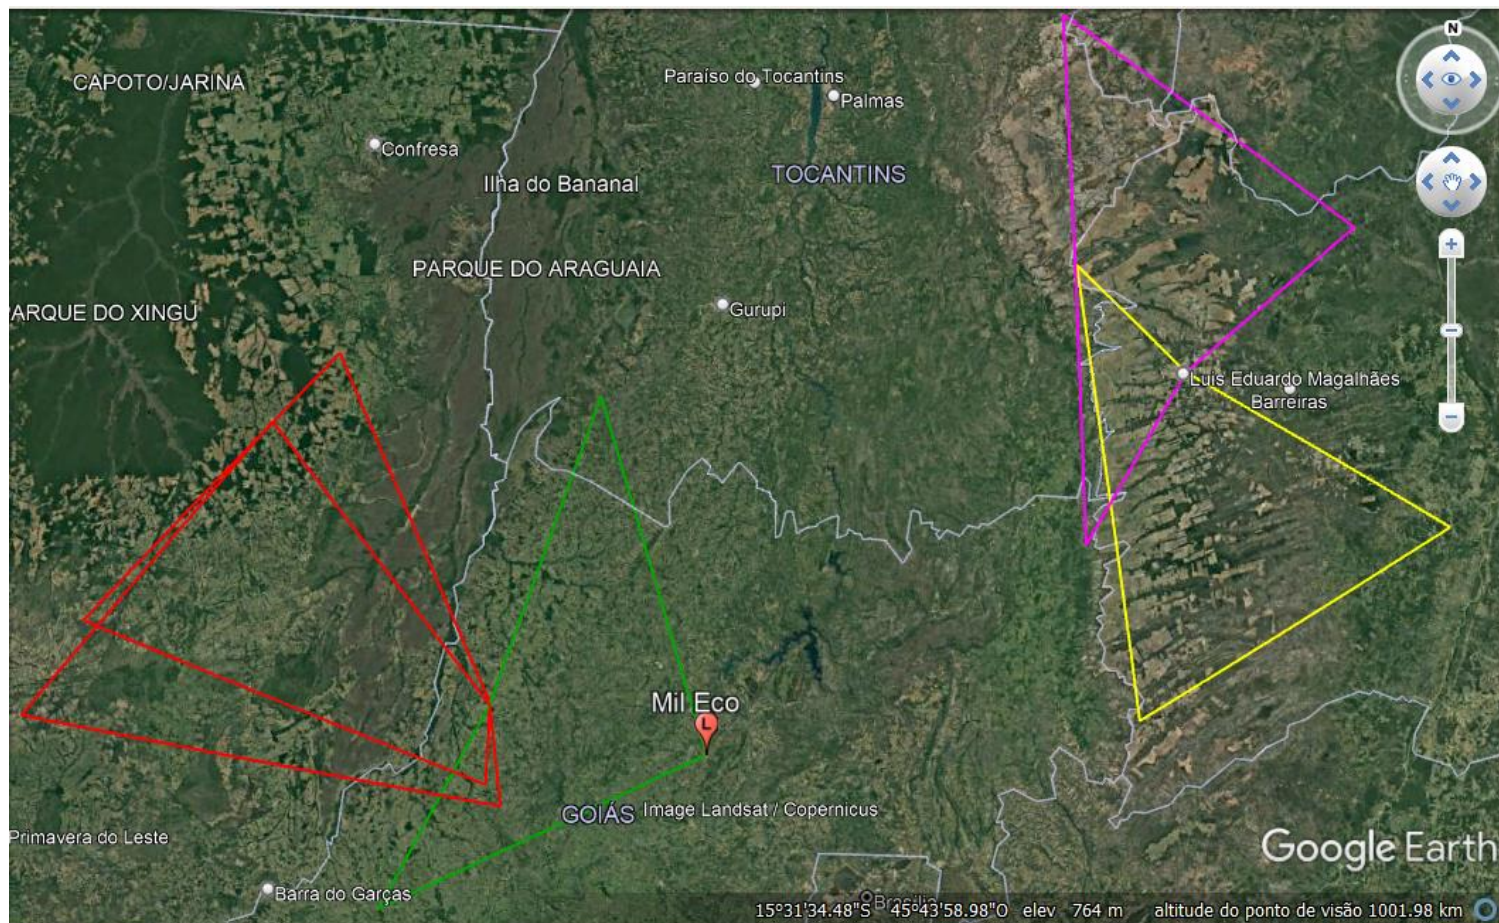 N
CAPOTO/JARINA
Paraíso do Tocantins
Palmas
Confresa
TOCANTINS
Ilha do Bananal
PARQUE DO ARAGUAIA
ARQUE DO XINGU
Gurupi
Luis Eduardo Magalhães
Barreiras
Mil Eco
L
GOIÁS
Image Landsat / Copernicus
Primavera do Leste
Google Earth
Barra do Garças
Brasília
15°31'34.48"S 45°43'58.98"O elev 764 m altitude do ponto de visão 1001.98 km